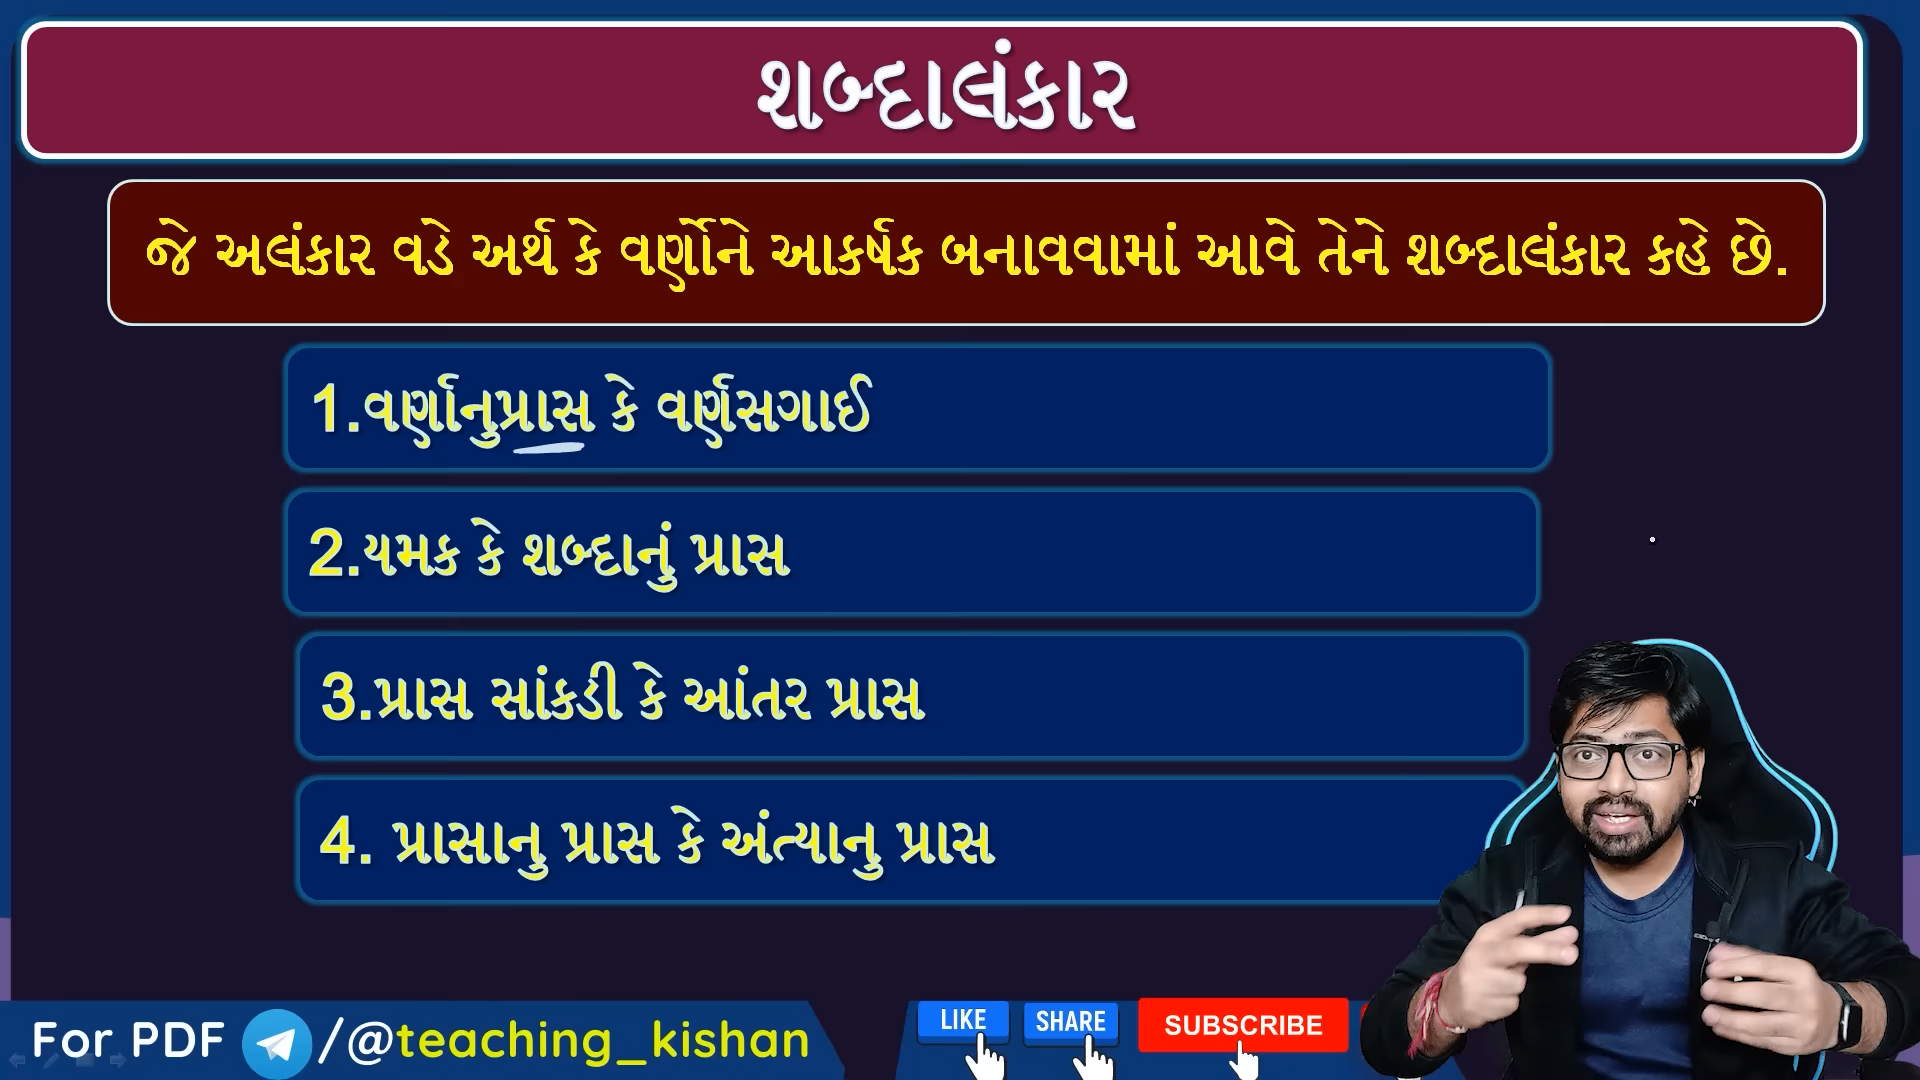 શબ્દાલંકાર
જે અલંકાર વડે અર્થ કે વર્ણોને આકર્ષક બનાવવામાં આવે તેને શબ્દાલંકાર કહે છે.
1.વર્ણાનુપ્રાસ કે વર્ણસગાઈ
2.યમક કે શબ્દાનું પ્રાસ
3.પ્રાસ સાંકડી કે આંતર પ્રાસ
4. પ્રાસાનુ પ્રાસ કે અંત્યાનુ પ્રાસ
For PDF /@teaching_kishan
LIKE SHARE SUBSCRIBE